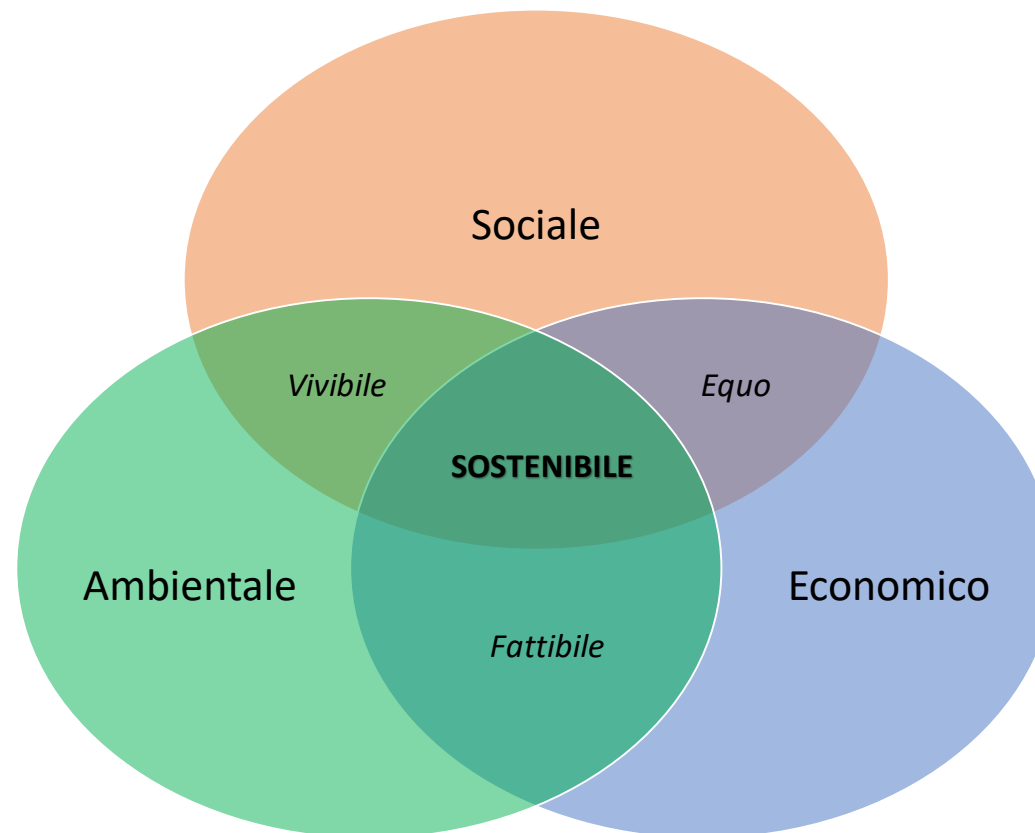 Sociale
Vivibile
Equo
SOSTENIBILE
Ambientale
Economico
Fattibile